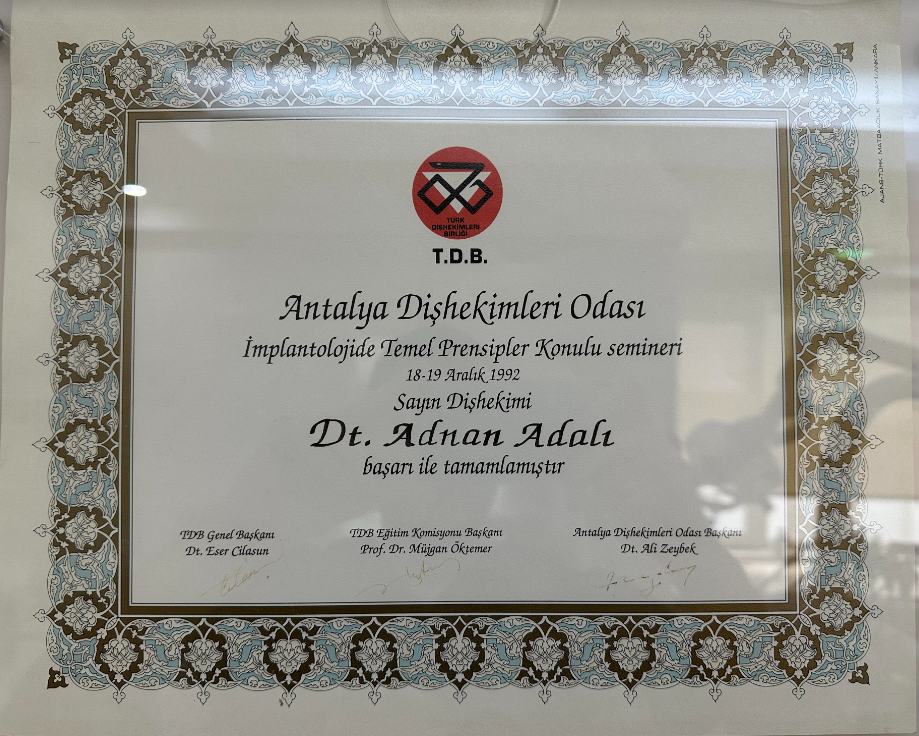 TÜRK
DİŞHEKİMLERİ
BİRLİĞİ
T.D.B.
Antalya Dişhekimleri Odası
İmplantolojide Temel Prensipler Konulu semineri
18-19 Aralık 1992
Sayın Dişhekimi
Dt. Adnan Adalı
başarı ile tamamlamıştır
TDB Genel Başkanı
Dt. Eser Cilasun
TDB Eğitim Komisyonu Başkanı
Prof. Dr. Müjgan Öktemer
Antalya Dişhekimleri Odası Başkanı
Dt. Ali Zeybek
AJANS-TÜRK